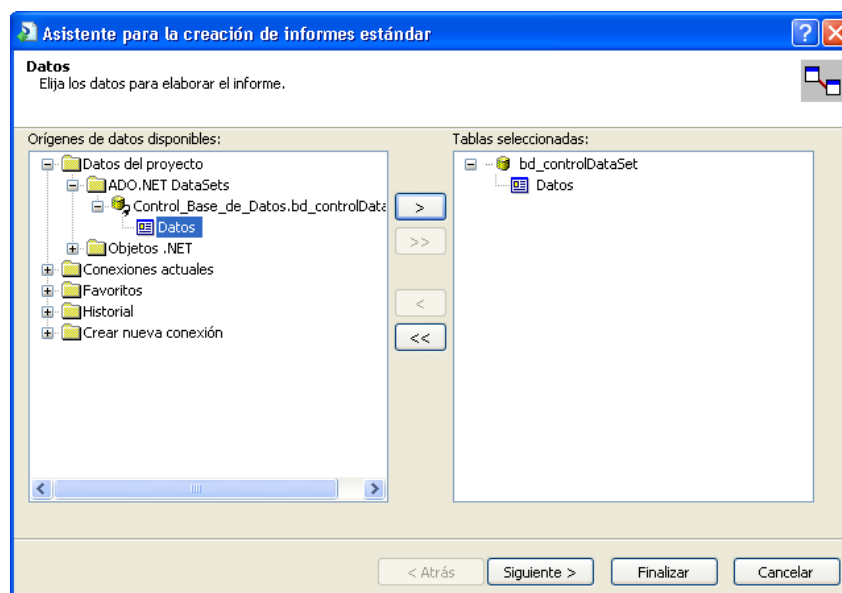 Asistente para la creación de informes estándar
Datos
Elija los datos para elaborar el informe.
Orígenes de datos disponibles:
Datos del proyecto
ADO.NET DataSets
Control_Base_de_Datos.bd_controlData
Datos
Objetos .NET
Conexiones actuales
Favoritos
Historial
Crear nueva conexión
>
>>
<
<<
Tablas seleccionadas:
bd_controlDataSet
Datos
< Atrás
Siguiente >
Finalizar
Cancelar